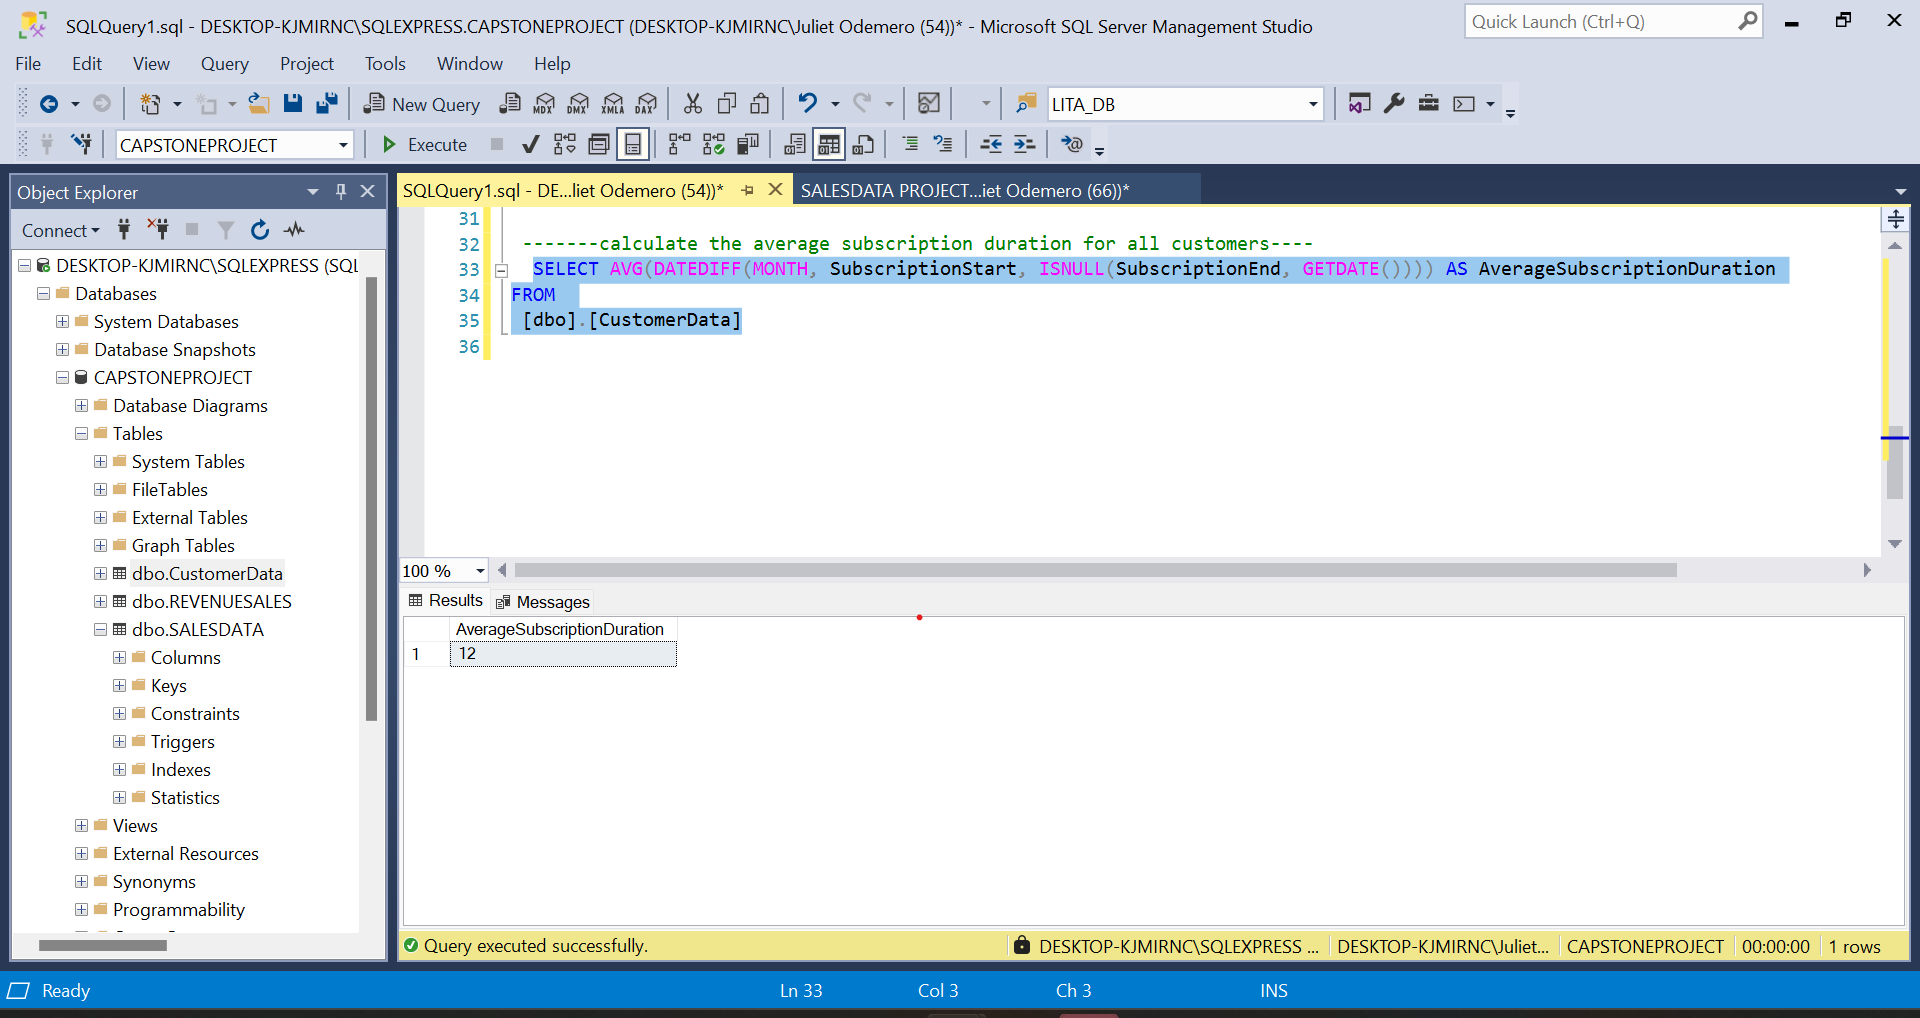 SQLQuery1.sql - DESKTOP-KJMIRNC\SQLEXPRESS.CAPSTONEPROJECT (DESKTOP-KJMIRNC\Juliet Odemero (54))* - Microsoft SQL Server Management Studio
Quick Launch (Ctrl+Q)
File Edit View Query Project Tools Window Help
New Query MDX DMX XMLA DAX LITA_DB
CAPSTONEPROJECT Execute
Object Explorer
Connect
DESKTOP-KJMIRNC\SQLEXPRESS (SQL
Databases
System Databases
Database Snapshots
CAPSTONEPROJECT
Database Diagrams
Tables
System Tables
FileTables
External Tables
Graph Tables
dbo.CustomerData
dbo.REVENUESALES
dbo.SALESDATA
Columns
Keys
Constraints
Triggers
Indexes
Statistics
Views
External Resources
Synonyms
Programmability
SQLQuery1.sql - DE...liet Odemero (54))* SALESDATA PROJECT...iet Odemero (66))*
31
32 -------calculate the average subscription duration for all customers----
33 SELECT AVG(DATEDIFF(MONTH, SubscriptionStart, ISNULL(SubscriptionEnd, GETDATE()))) AS AverageSubscriptionDuration
34 FROM
35 [dbo].[CustomerData]
36
100 %
Results Messages
AverageSubscriptionDuration
1 12
Query executed successfully. DESKTOP-KJMIRNC\SQLEXPRESS ... DESKTOP-KJMIRNC\Juliet... CAPSTONEPROJECT 00:00:00 1 rows
Ready Ln 33 Col 3 Ch 3 INS